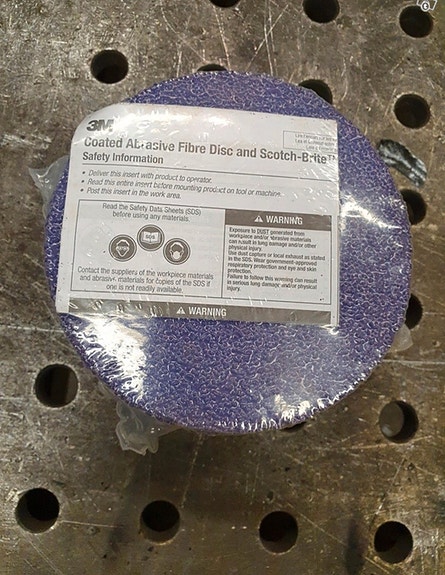 3M
Coated Abrasive Fibre Disc and Scotch-Brite™
Safety Information
• Deliver this insert with product to operator.
• Read this entire insert before mounting product on tool or machine.
• Post this insert in the work area.
Read the Safety Data Sheets (SDS)
before using any materials.
SDS
Contact the suppliers of the workpiece materials
and abrasive materials for copies of the SDS if
one is not readily available.
WARNING
Exposure to DUST generated from
workpiece and/or abrasive materials
can result in lung damage and/or other
physical injury.
Use dust capture or local exhaust as stated
in the SDS. Wear government-approved
respiratory protection and eye and skin
protection.
Failure to follow this warning can result
in serious lung damage and/or physical
injury.
WARNING